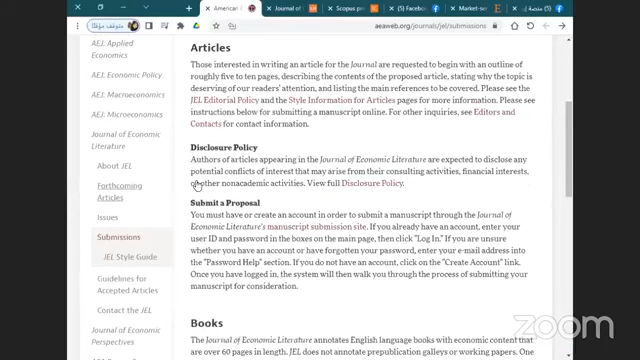 American E
Journal of E
Scopus pre
Facebook
Market-ser
منصة إي
متوقف مؤقتًا
aeaweb.org/journals/jel/submissions
AEJ: Applied
Economics
AEJ: Economic Policy
AEJ: Macroeconomics
AEJ: Microeconomics
Journal of Economic
Literature
About JEL
Forthcoming
Articles
Issues
Submissions
JEL Style Guide
Guidelines for
Accepted Articles
Contact the JEL
Journal of Economic
Perspectives
Articles
Those interested in writing an article for the Journal are requested to begin with an outline of
roughly five to ten pages, describing the contents of the proposed article, stating why the topic is
deserving of our readers' attention, and listing the main references to be covered. Please see the
JEL Editorial Policy and the Style Information for Articles pages for more information. Please see
instructions below for submitting a manuscript online. For other inquiries, see Editors and
Contacts for contact information.
Disclosure Policy
Authors of articles appearing in the Journal of Economic Literature are expected to disclose any
potential conflicts of interest that may arise from their consulting activities, financial interests,
or other nonacademic activities. View full Disclosure Policy.
Submit a Proposal
You must have or create an account in order to submit a manuscript through the Journal of
Economic Literature's manuscript submission site. If you already have an account, enter your
user ID and password in the boxes on the main page, then click "Log In." If you are unsure
whether you have an account or have forgotten your password, enter your e-mail address into
the "Password Help" section. If you do not have an account, click on the "Create Account" link.
Once you have logged in, the system will then walk you through the process of submitting your
manuscript for consideration.
Books
The Journal of Economic Literature annotates English language books with economic content that
are over 60 pages in length. JEL does not annotate prepublication galleys or working papers. One
zoom